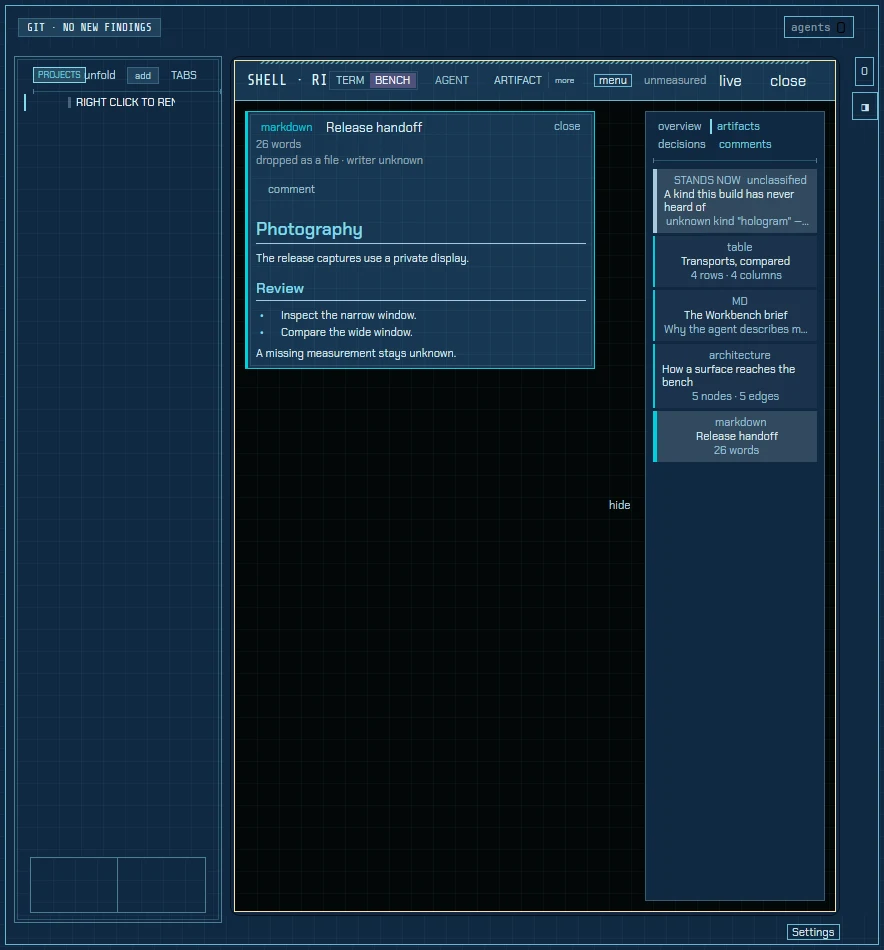 GIT · NO NEW FINDINGS
agents
PROJECTS unfold add TABS
RIGHT CLICK TO REN
SHELL · RI TERM BENCH AGENT ARTIFACT more menu unmeasured live close
markdown Release handoff close
26 words
dropped as a file · writer unknown
comment
Photography
The release captures use a private display.
Review
• Inspect the narrow window.
• Compare the wide window.
A missing measurement stays unknown.
hide
overview artifacts
decisions comments
STANDS NOW unclassified
A kind this build has never
heard of
unknown kind "hologram" —...
table
Transports, compared
4 rows · 4 columns
MD
The Workbench brief
Why the agent describes m...
architecture
How a surface reaches the
bench
5 nodes · 5 edges
markdown
Release handoff
26 words
Settings